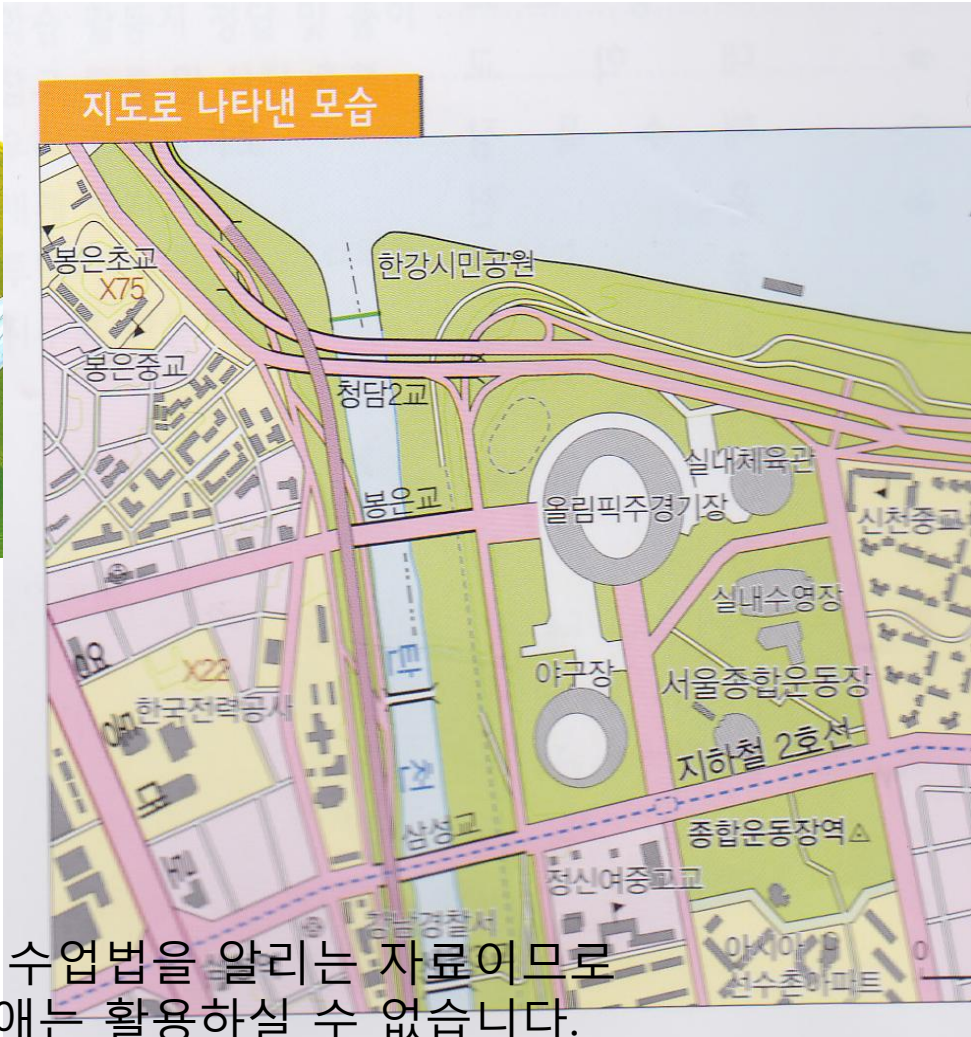 지도로 나타낸 모습
봉은초교
X75
한강시민공원
봉은중교
청담2교
실내체육관
봉은교
올림픽주경기장
신천중교
실내수영장
탄
야구장
X22
서울종합운동장
한국전력공사
지하철 2호선
천
삼성교
종합운동장역
정신여중고교
강남경찰서
수업법을 알리는 자료이므로
아시아
0
선수촌아파트
애는 활용하실 수 없습니다.